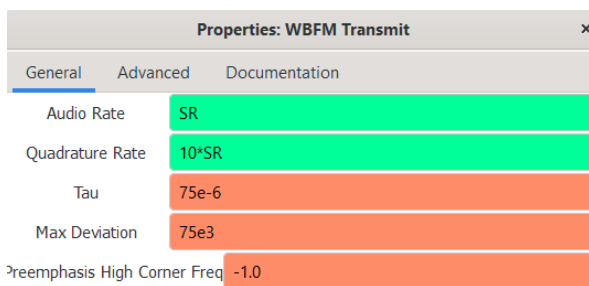 Properties: WBFM Transmit ×
General Advanced Documentation
Audio Rate SR
Quadrature Rate 10*SR
Tau 75e-6
Max Deviation 75e3
Preemphasis High Corner Freq -1.0